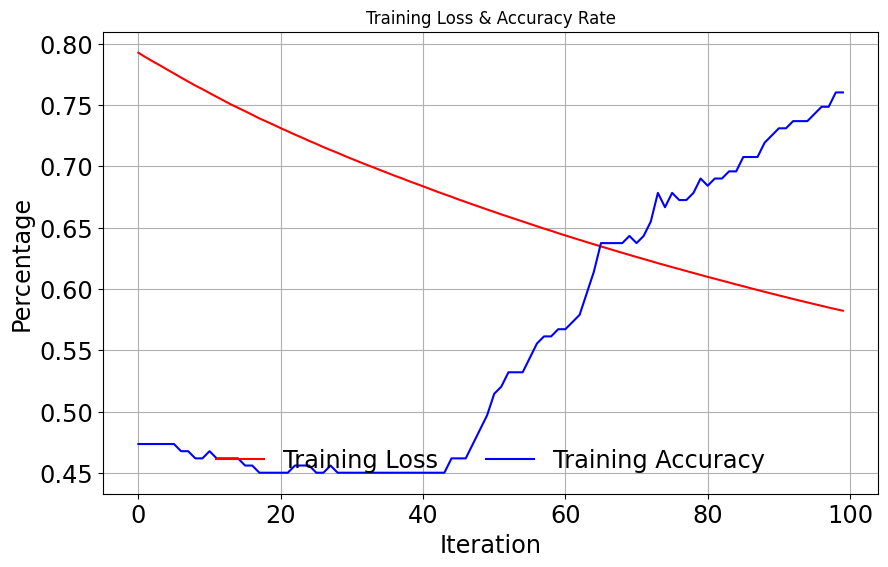 Training Loss & Accuracy Rate
Percentage
0.80
0.75
0.70
0.65
0.60
0.55
0.50
0.45
Training Loss Training Accuracy
0 20 40 60 80 100
Iteration